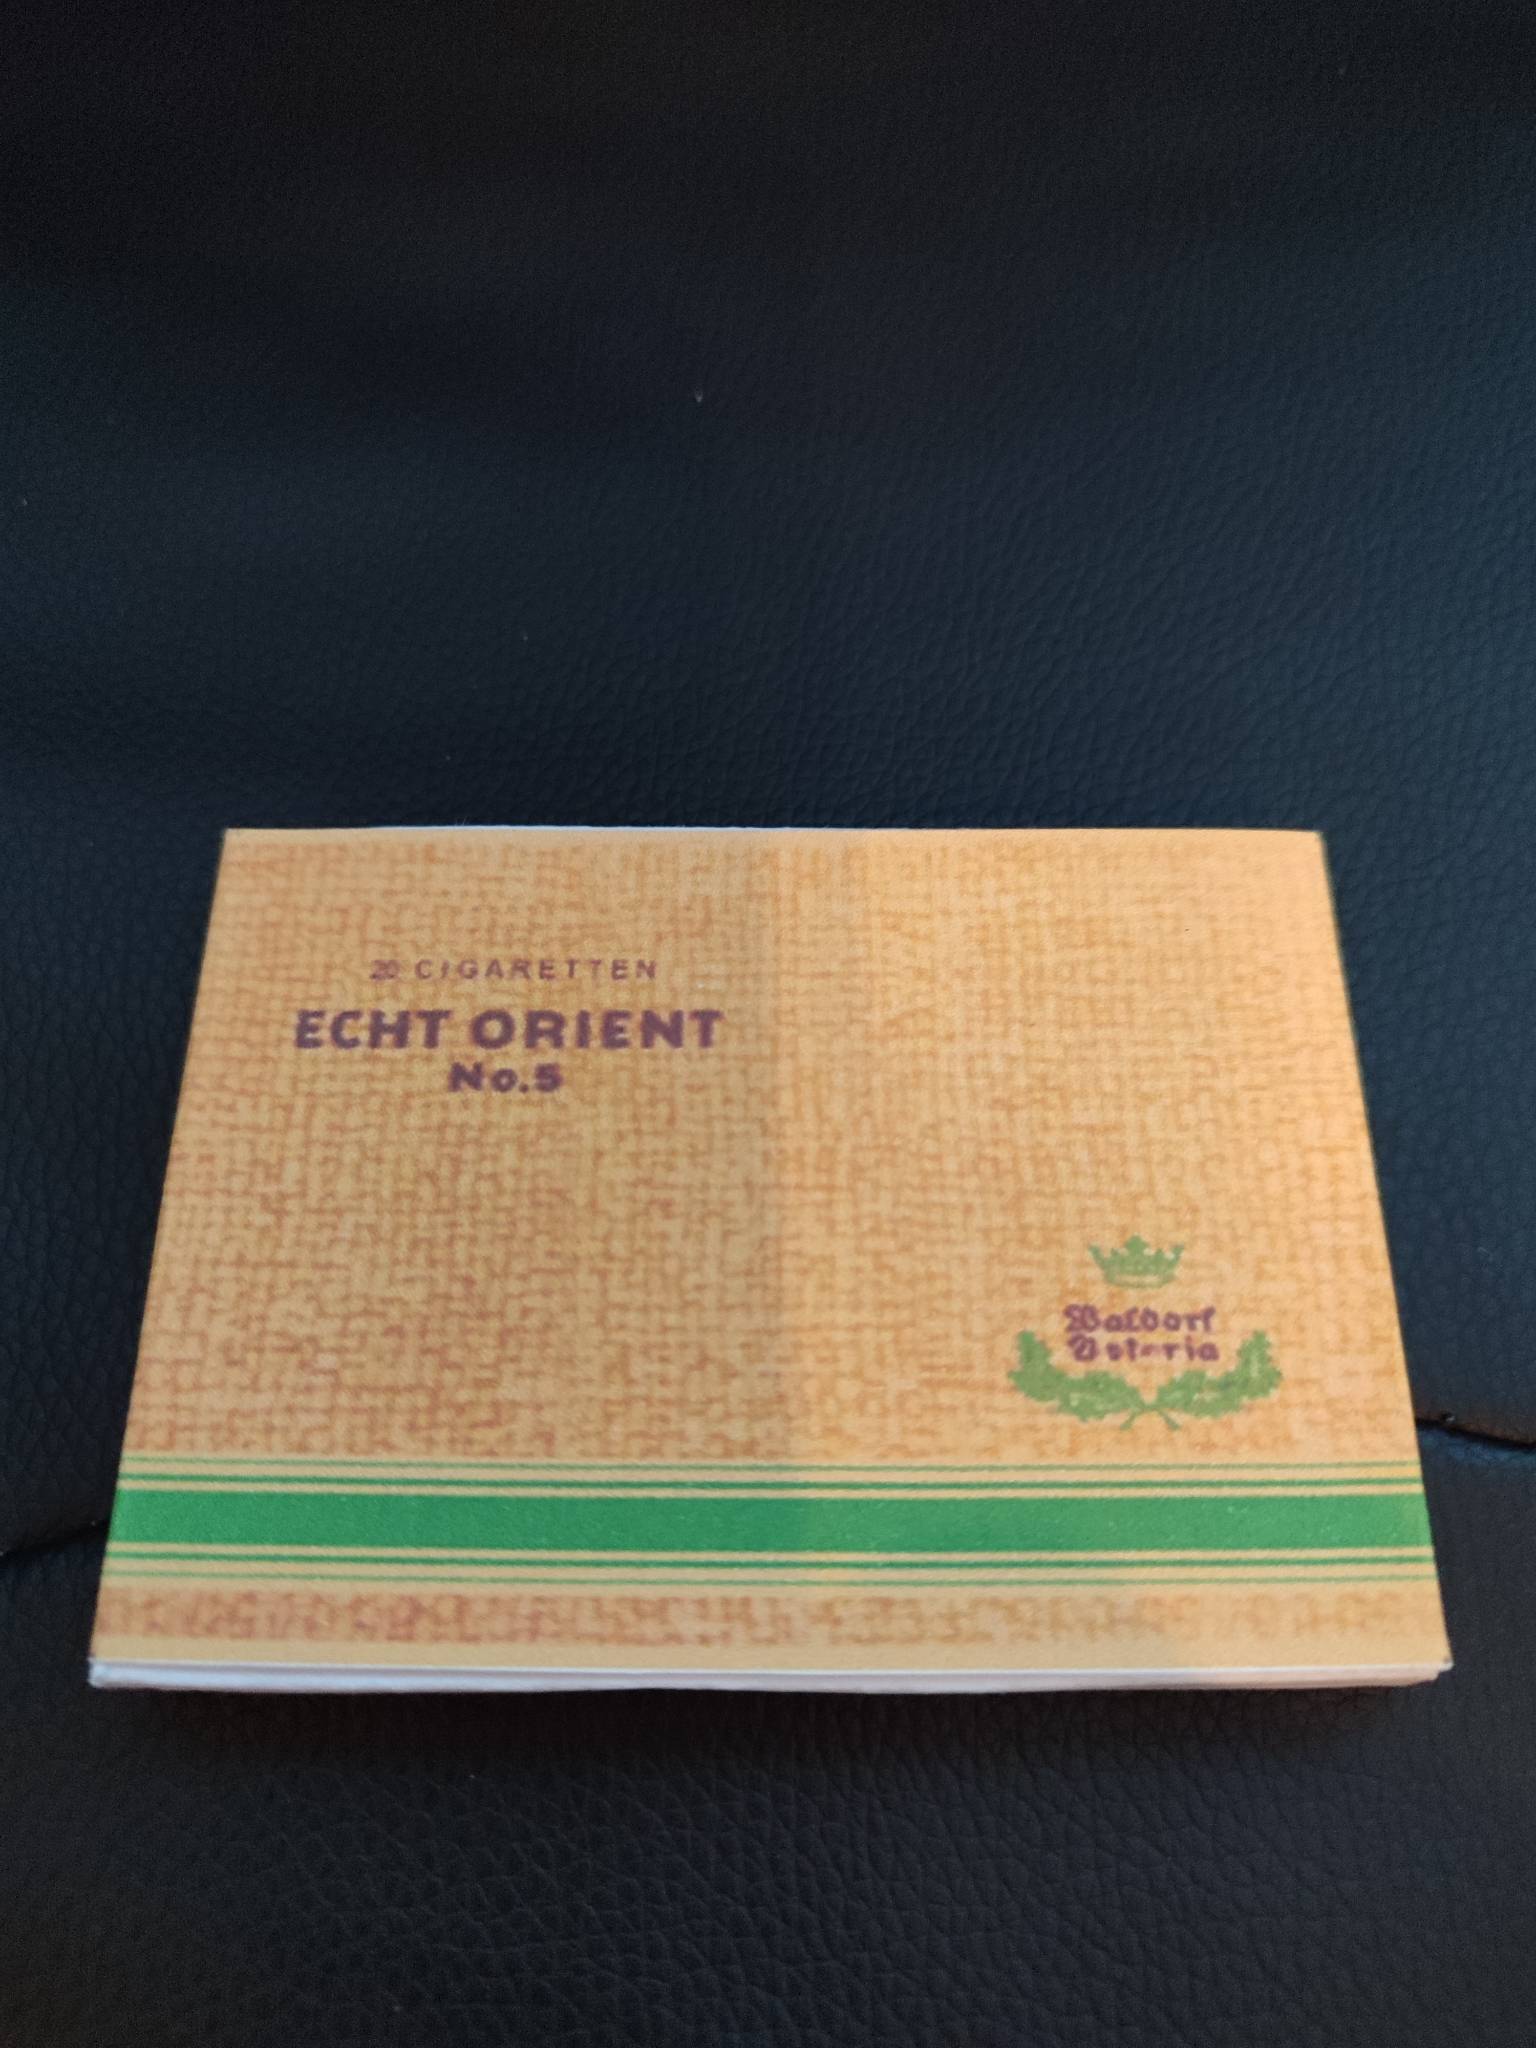 20 CIGARETTEN
ECHT ORIENT
No.5
Waldorf
Astoria